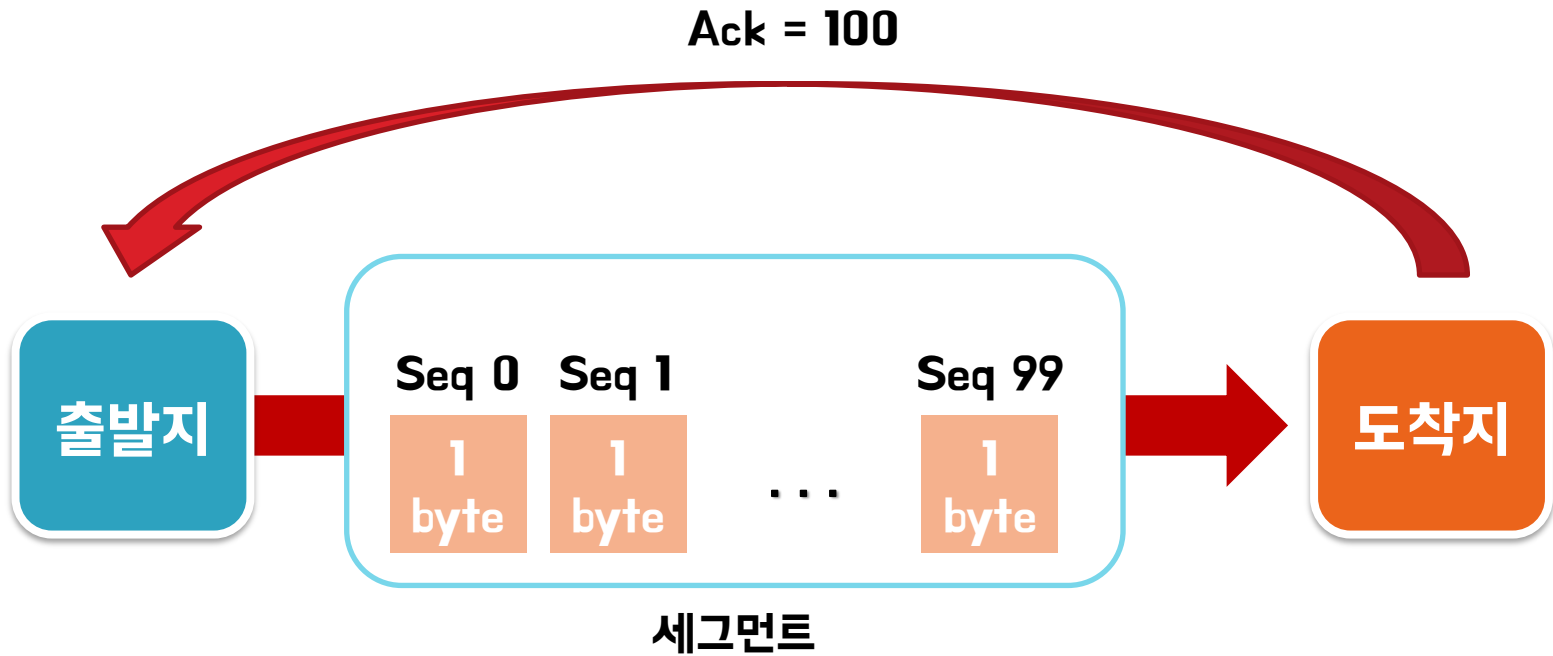 Ack = 100
Seq 0
Seq 1
Seq 99
출발지
1
byte
1
byte
...
1
byte
도착지
세그먼트